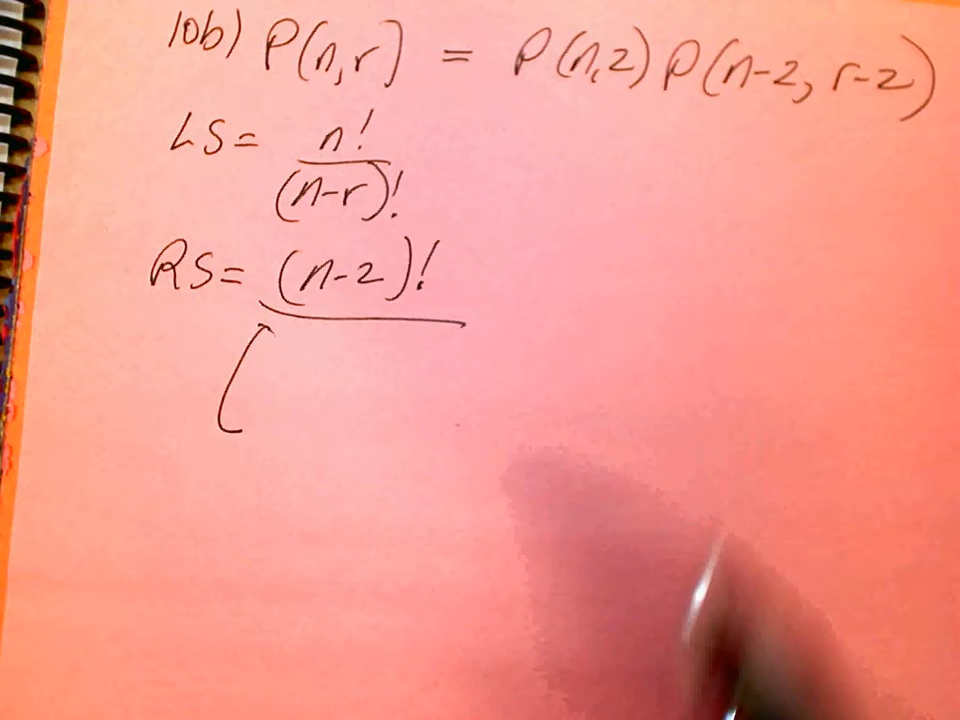 10b) P(n,r) = P(n,2) P(n-2, r-2)
LS = n!
(n-r)!
RS = (n-2)!
(